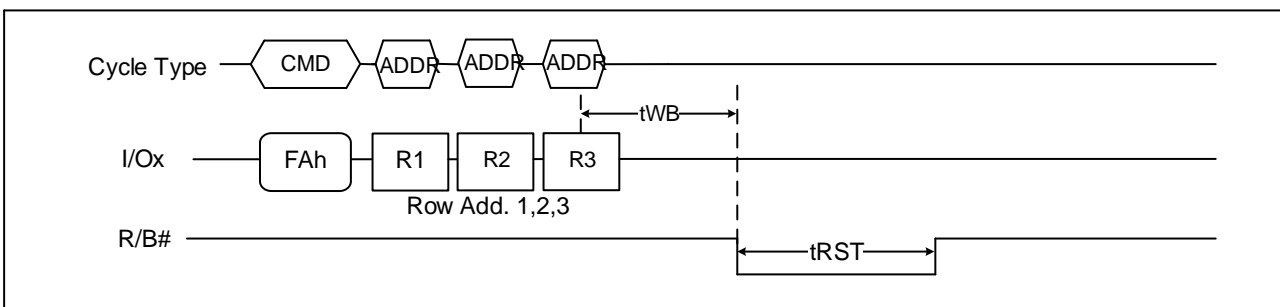 Cycle Type CMD ADDR ADDR ADDR
tWB
I/Ox FAh R1 R2 R3
Row Add. 1,2,3
R/B#
tRST